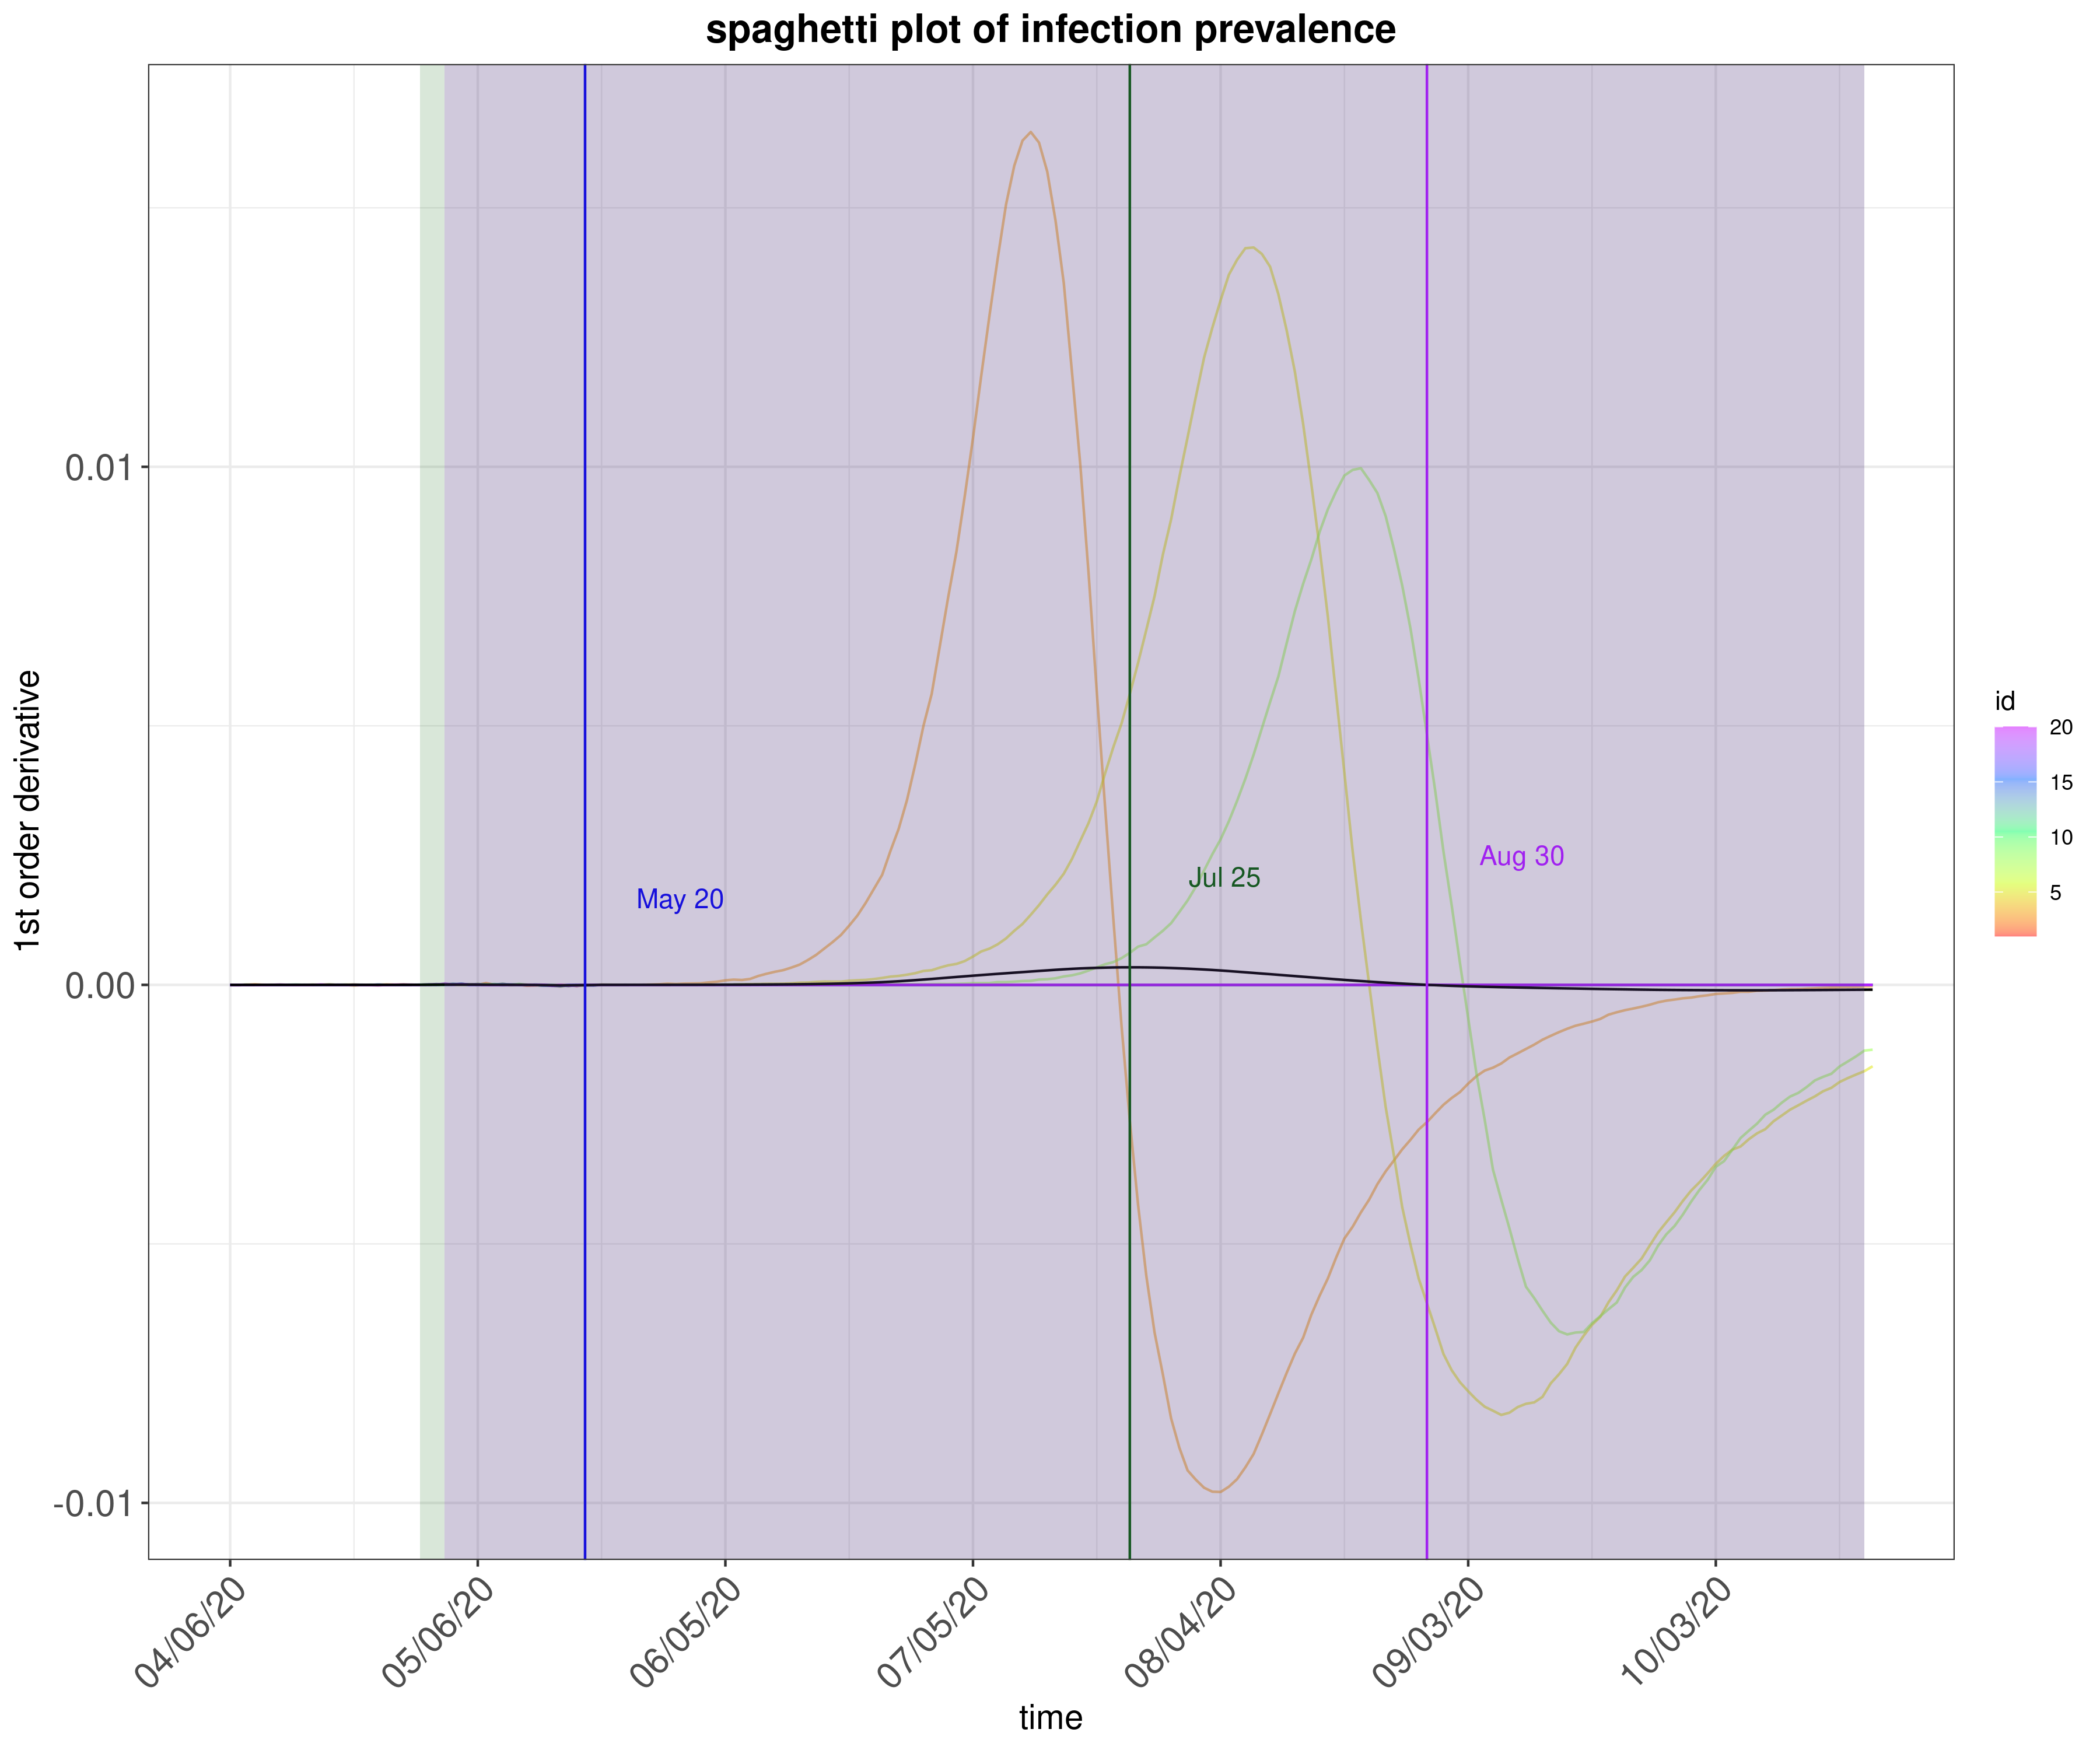 spaghetti plot of infection prevalence
1st order derivative
0.01
0.00
-0.01
May 20
Jul 25
Aug 30
id
20
15
10
5
04/06/20
05/06/20
06/05/20
07/05/20
08/04/20
09/03/20
10/03/20
time